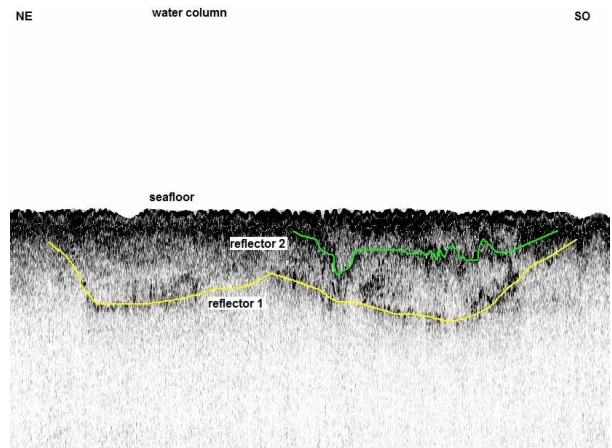 NE
water column
SO
seafloor
reflector 2
reflector 1